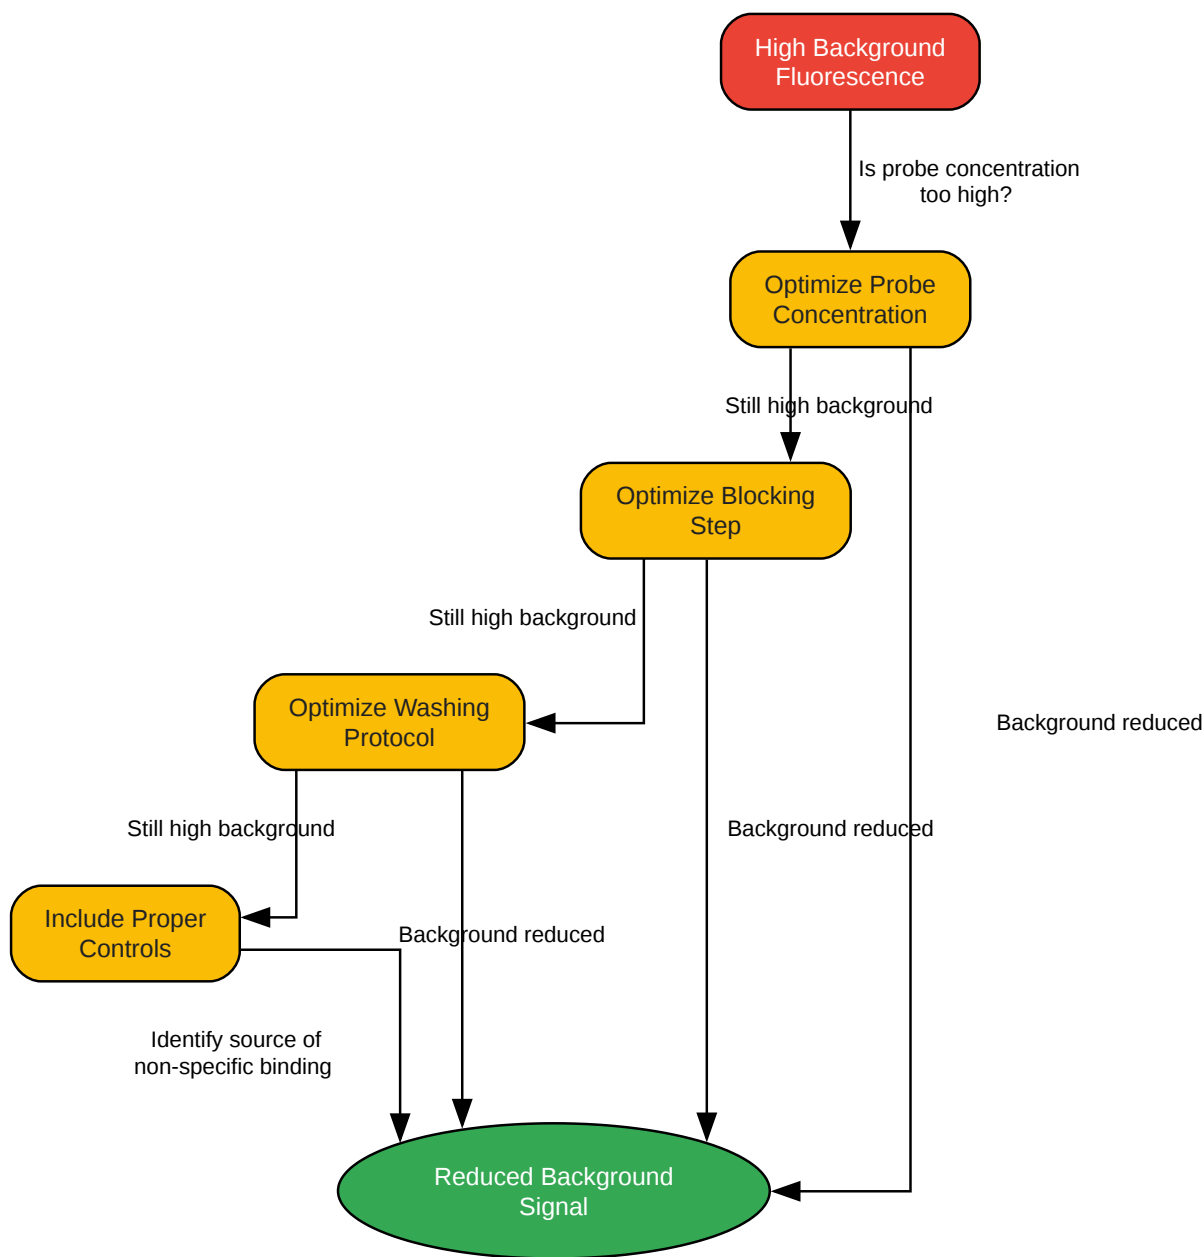 High Background
Fluorescence
Is probe concentration
too high?
Optimize Probe
Concentration
Still high background
Optimize Blocking
Step
Still high background
Optimize Washing
Protocol
Background reduced
Still high background
Background reduced
Include Proper
Controls
Background reduced
Identify source of
non-specific binding
Reduced Background
Signal